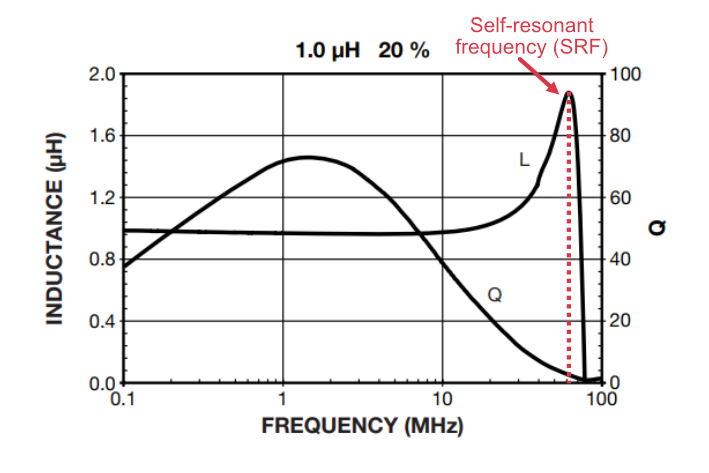 Self-resonant
frequency (SRF)
1.0 µH 20 %
2.0
1.6
1.2
0.8
0.4
0.0
INDUCTANCE (µH)
L
Q
100
80
60
40
20
0
Q
0.1
1
10
100
FREQUENCY (MHz)